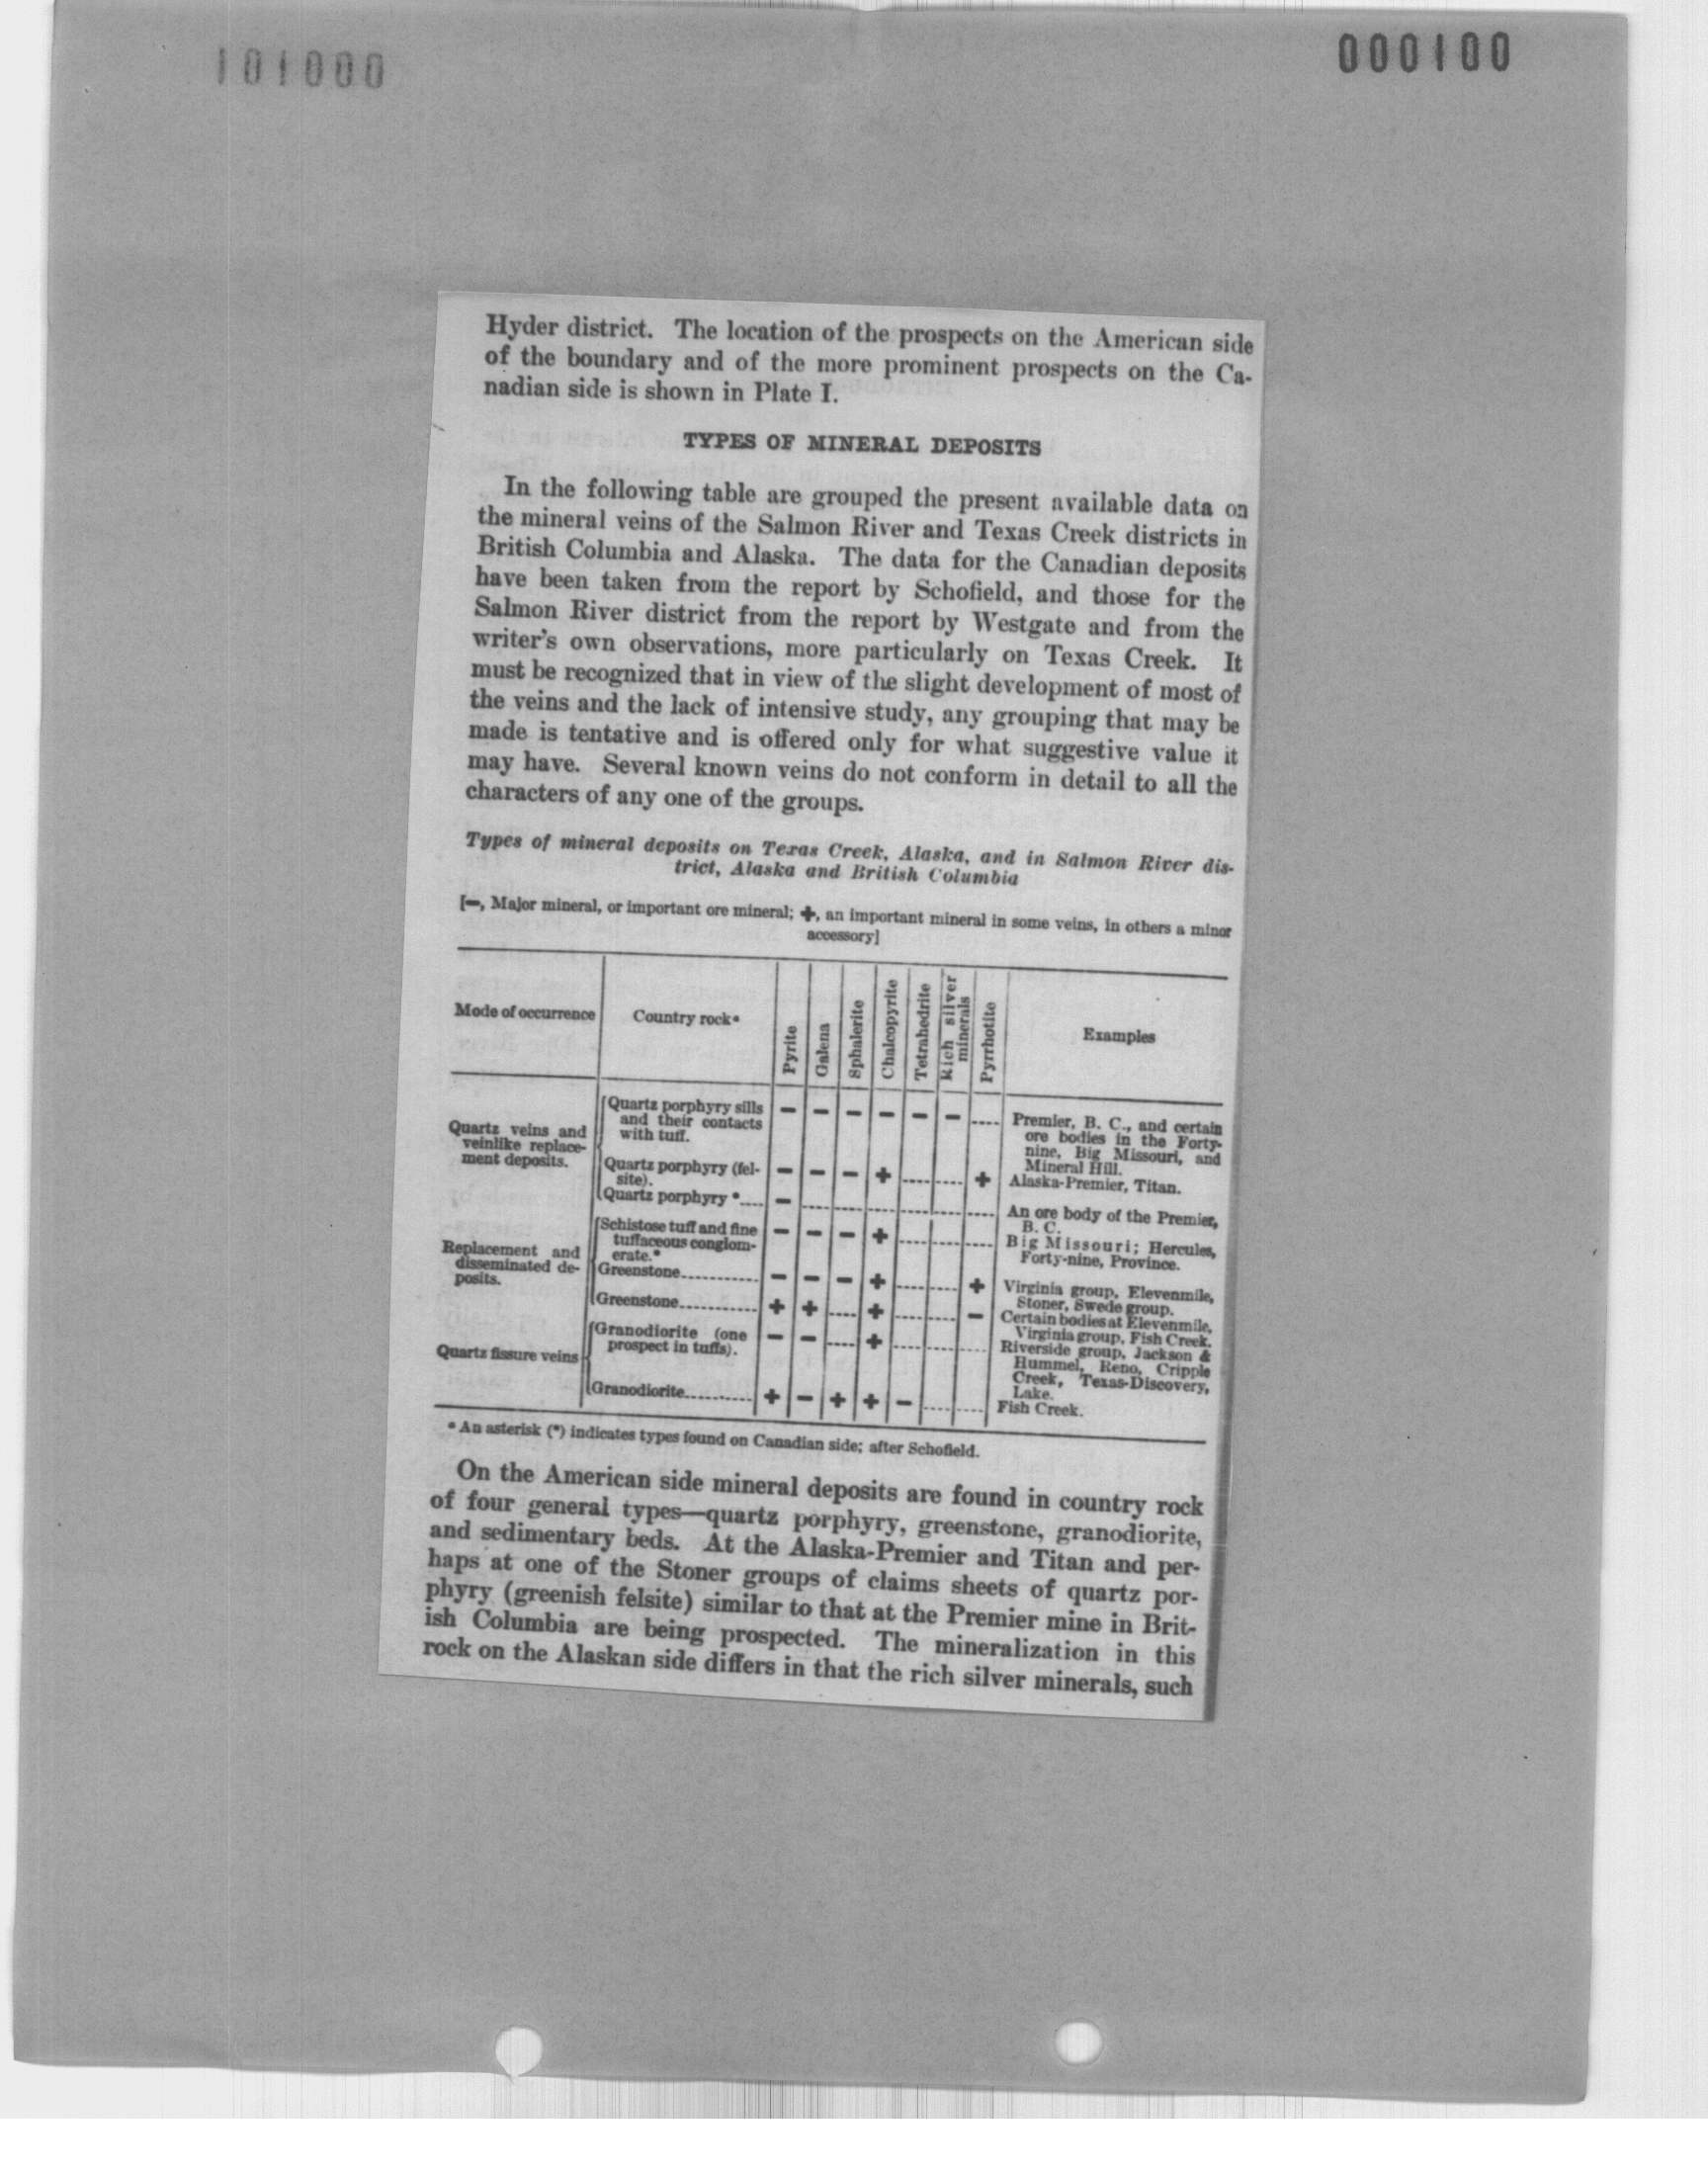 101000
000100
Hyder district. The location of the prospects on the American side
of the boundary and of the more prominent prospects on the Ca-
nadian side is shown in Plate I.
TYPES OF MINERAL DEPOSITS
In the following table are grouped the present available data on
the mineral veins of the Salmon River and Texas Creek districts in
British Columbia and Alaska. The data for the Canadian deposits
have been taken from the report by Schofield, and those for the
Salmon River district from the report by Westgate and from the
writer's own observations, more particularly on Texas Creek. It
must be recognized that in view of the slight development of most of
the veins and the lack of intensive study, any grouping that may be
made is tentative and is offered only for what suggestive value it
may have. Several known veins do not conform in detail to all the
characters of any one of the groups.
Types of mineral deposits on Texas Creek, Alaska, and in Salmon River dis-
trict, Alaska and British Columbia
[—, Major mineral, or important ore mineral; +, an important mineral in some veins, in others a minor
accessory]
Mode of occurrence
Country rock ᵃ
Pyrite
Galena
Sphalerite
Chalcopyrite
Tetrahedrite
Rich silver
minerals
Pyrrhotite
Examples
Quartz veins and
veinlike replace-
ment deposits.
Quartz porphyry sills
and their contacts
with tuff.
— — — — — — ....
Premier, B. C., and certain
ore bodies in the Forty-
nine, Big Missouri, and
Mineral Hill.
Quartz porphyry (fel-
site).
— — — + .... .... +
Alaska-Premier, Titan.
Quartz porphyry *....
— .... .... .... .... .... ....
An ore body of the Premier,
B. C.
Replacement and
disseminated de-
posits.
Schistose tuff and fine
tuffaceous conglom-
erate.*
— — — + .... .... ....
Big Missouri; Hercules,
Forty-nine, Province.
Greenstone............
— — — + .... .... +
Virginia group, Elevenmile,
Stoner, Swede group.
Greenstone............
+ + .... + .... .... —
Certain bodies at Elevenmile,
Virginia group, Fish Creek.
Quartz fissure veins
Granodiorite (one
prospect in tuffs).
— — .... + .... .... ....
Riverside group, Jackson &
Hummel, Reno, Cripple
Creek, Texas-Discovery,
Lake.
Granodiorite..........
+ — + + — .... ....
Fish Creek.
ᵃ An asterisk (*) indicates types found on Canadian side; after Schofield.
On the American side mineral deposits are found in country rock
of four general types—quartz porphyry, greenstone, granodiorite,
and sedimentary beds. At the Alaska-Premier and Titan and per-
haps at one of the Stoner groups of claims sheets of quartz por-
phyry (greenish felsite) similar to that at the Premier mine in Brit-
ish Columbia are being prospected. The mineralization in this
rock on the Alaskan side differs in that the rich silver minerals, such